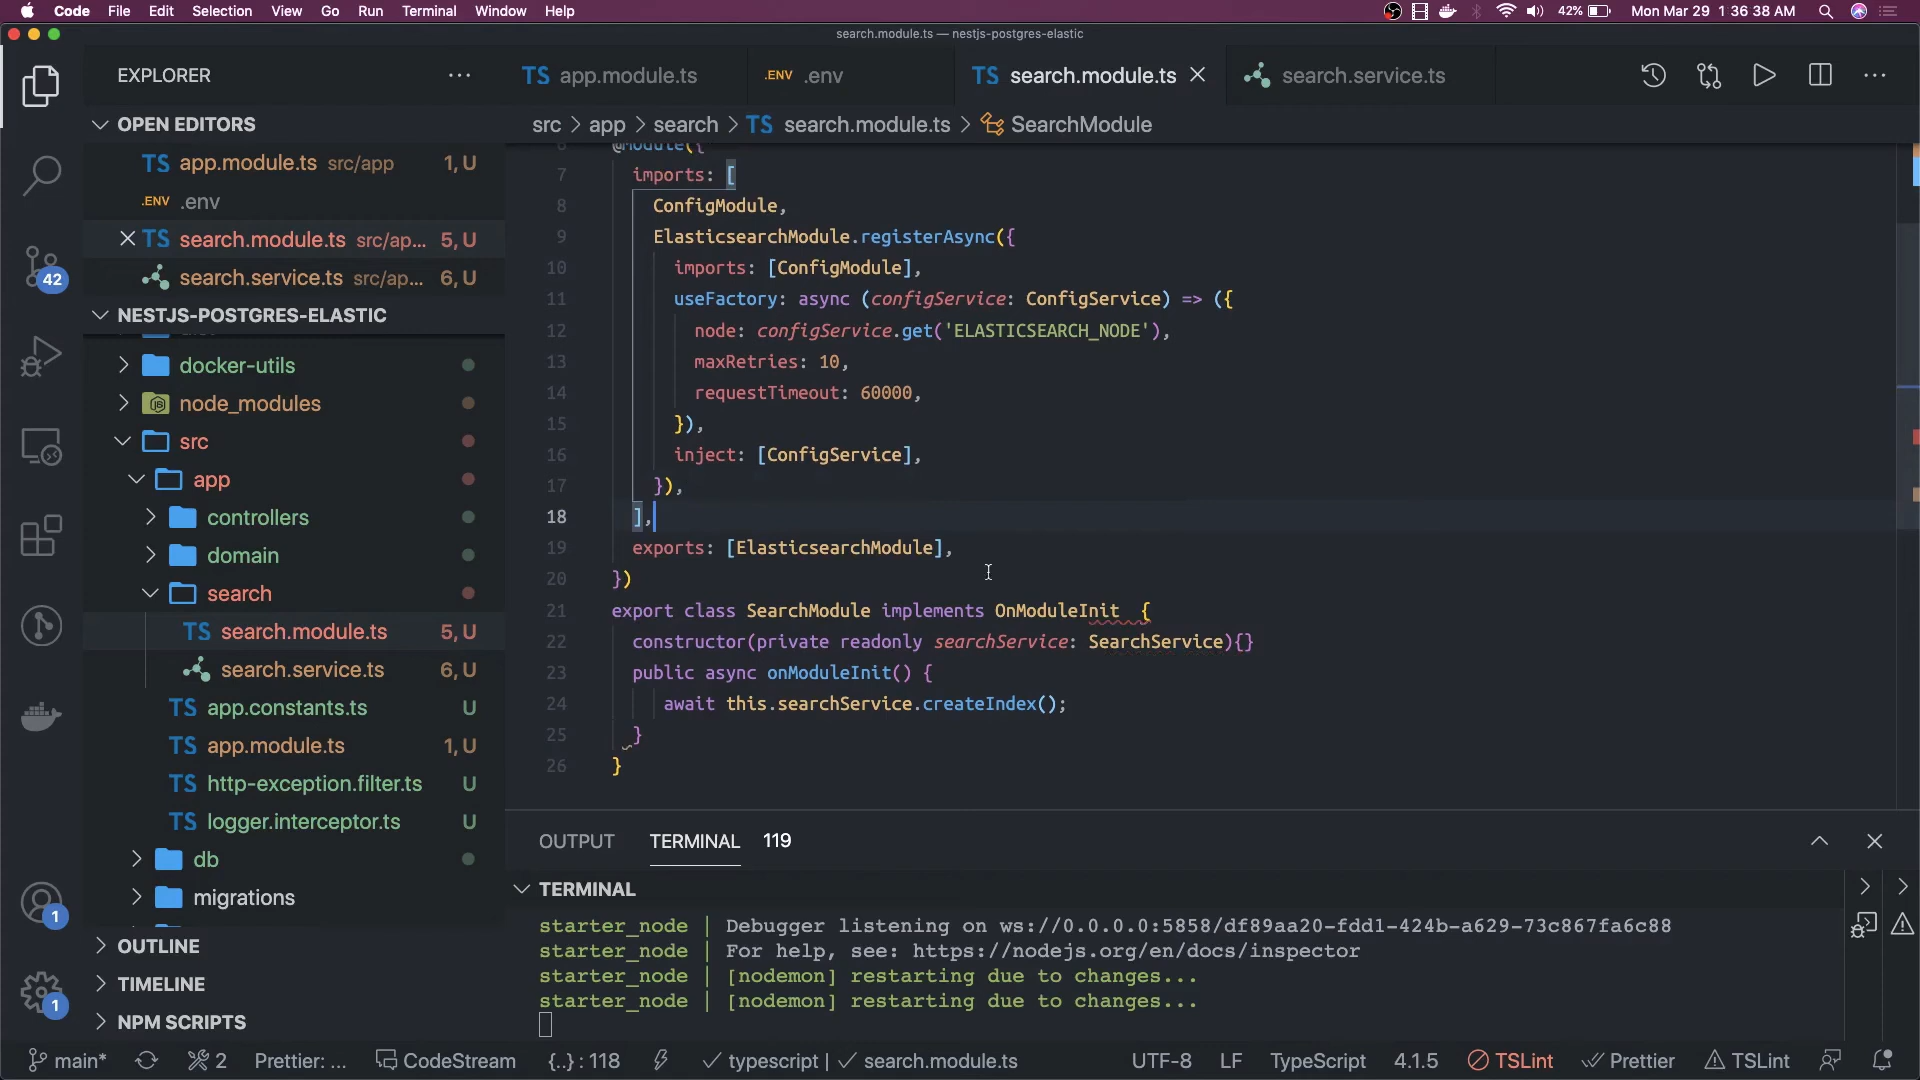 Code File Edit Selection View Go Run Terminal Window Help 42% Mon Mar 29 1 36 38 AM
search.module.ts — nestjs-postgres-elastic
EXPLORER
TS app.module.ts
.ENV .env
TS search.module.ts
search.service.ts
OPEN EDITORS
src > app > search > TS search.module.ts > SearchModule
TS app.module.ts src/app 1, U
.ENV .env
TS search.module.ts src/ap... 5, U
search.service.ts src/ap... 6, U
NESTJS-POSTGRES-ELASTIC
docker-utils
node_modules
src
app
controllers
domain
search
TS search.module.ts 5, U
search.service.ts 6, U
TS app.constants.ts U
TS app.module.ts 1, U
TS http-exception.filter.ts U
TS logger.interceptor.ts U
db
migrations
OUTLINE
TIMELINE
NPM SCRIPTS
42
1
1
6 @Module({
7 imports: [
8 ConfigModule,
9 ElasticsearchModule.registerAsync({
10 imports: [ConfigModule],
11 useFactory: async (configService: ConfigService) => ({
12 node: configService.get('ELASTICSEARCH_NODE'),
13 maxRetries: 10,
14 requestTimeout: 60000,
15 }),
16 inject: [ConfigService],
17 }),
18 ],
19 exports: [ElasticsearchModule],
20 })
21 export class SearchModule implements OnModuleInit {
22 constructor(private readonly searchService: SearchService){}
23 public async onModuleInit() {
24 await this.searchService.createIndex();
25 }
26 }
OUTPUT TERMINAL 119
TERMINAL
starter_node | Debugger listening on ws://0.0.0.0:5858/df89aa20-fdd1-424b-a629-73c867fa6c88
starter_node | For help, see: https://nodejs.org/en/docs/inspector
starter_node | [nodemon] restarting due to changes...
starter_node | [nodemon] restarting due to changes...
main* 2 Prettier: ... CodeStream {..} : 118 typescript | search.module.ts UTF-8 LF TypeScript 4.1.5 TSLint Prettier TSLint